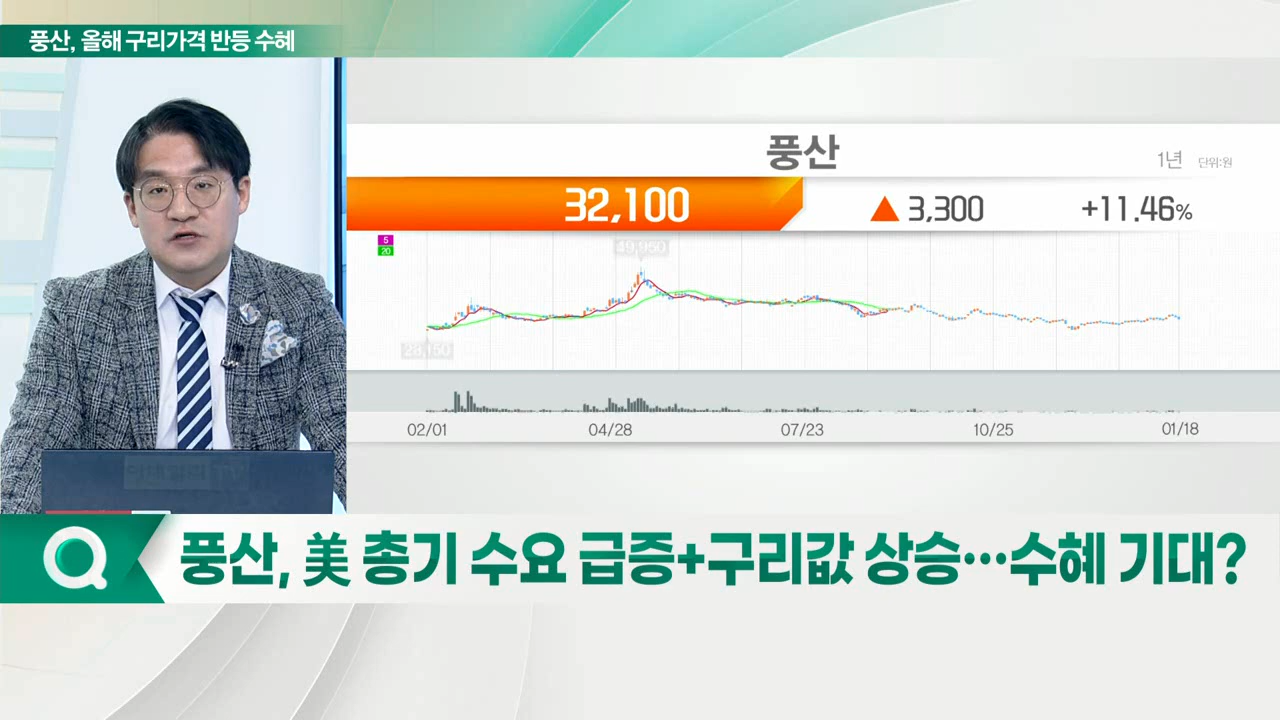 풍산, 올해 구리가격 반등 수혜
풍산
1년 단위:원
32,100 ▲ 3,300 +11.46%
5
20
49,950
28,150
02/01 04/28 07/23 10/25 01/18
풍산, 美 총기 수요 급증+구리값 상승…수혜 기대?